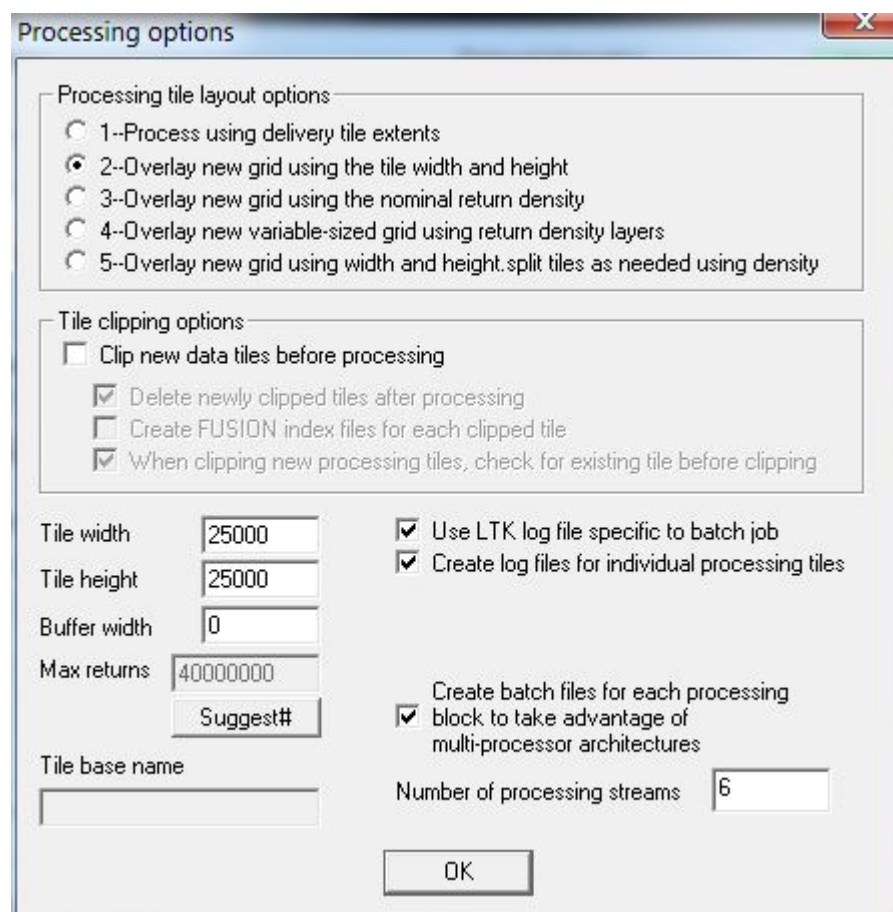 Processing options
Processing tile layout options
1--Process using delivery tile extents
2--Overlay new grid using the tile width and height
3--Overlay new grid using the nominal return density
4--Overlay new variable-sized grid using return density layers
5--Overlay new grid using width and height.split tiles as needed using density
Tile clipping options
Clip new data tiles before processing
Delete newly clipped tiles after processing
Create FUSION index files for each clipped tile
When clipping new processing tiles, check for existing tile before clipping
Tile width 25000
Tile height 25000
Buffer width 0
Max returns 40000000
Suggest#
Tile base name
Use LTK log file specific to batch job
Create log files for individual processing tiles
Create batch files for each processing
block to take advantage of
multi-processor architectures
Number of processing streams 6
OK